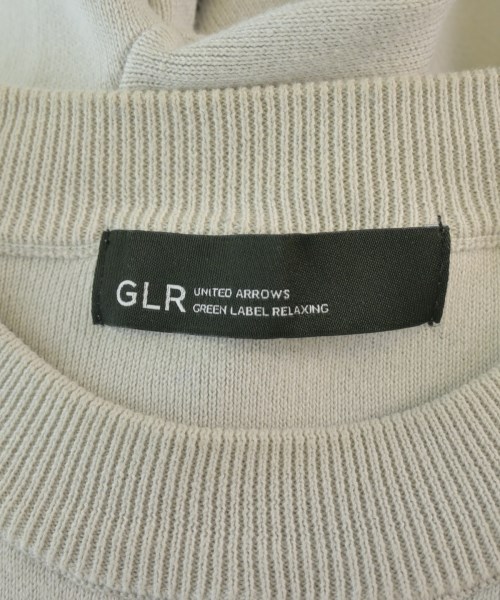 GLR
UNITED ARROWS
GREEN LABEL RELAXING